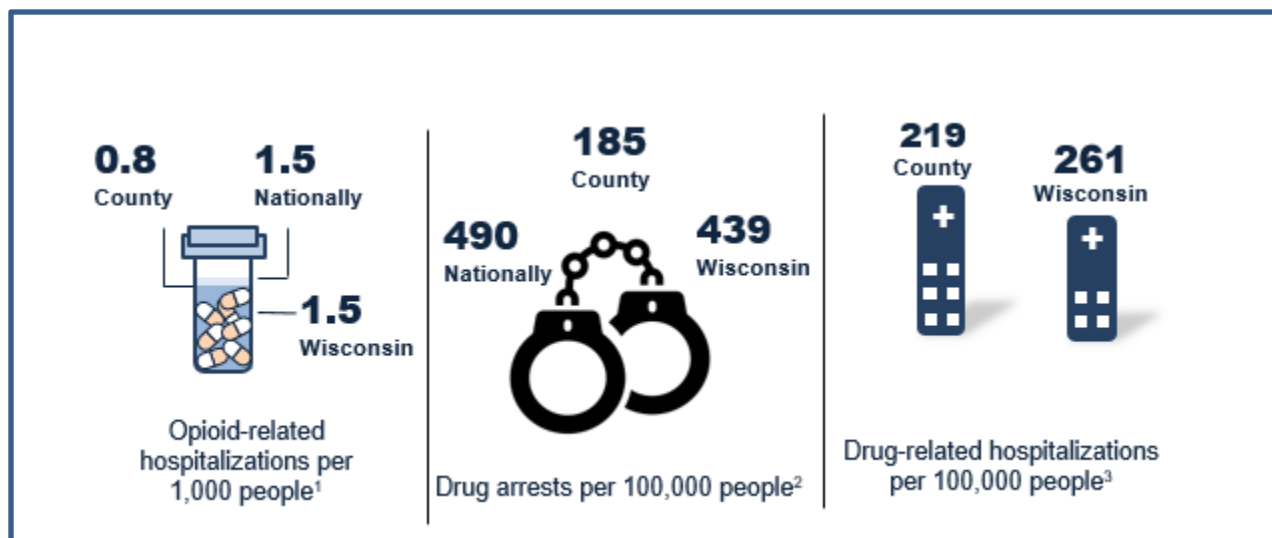 0.8
County
1.5
Nationally
1.5
Wisconsin
Opioid-related
hospitalizations per
1,000 people¹
185
County
490
Nationally
439
Wisconsin
Drug arrests per 100,000 people²
219
County
261
Wisconsin
Drug-related hospitalizations
per 100,000 people³